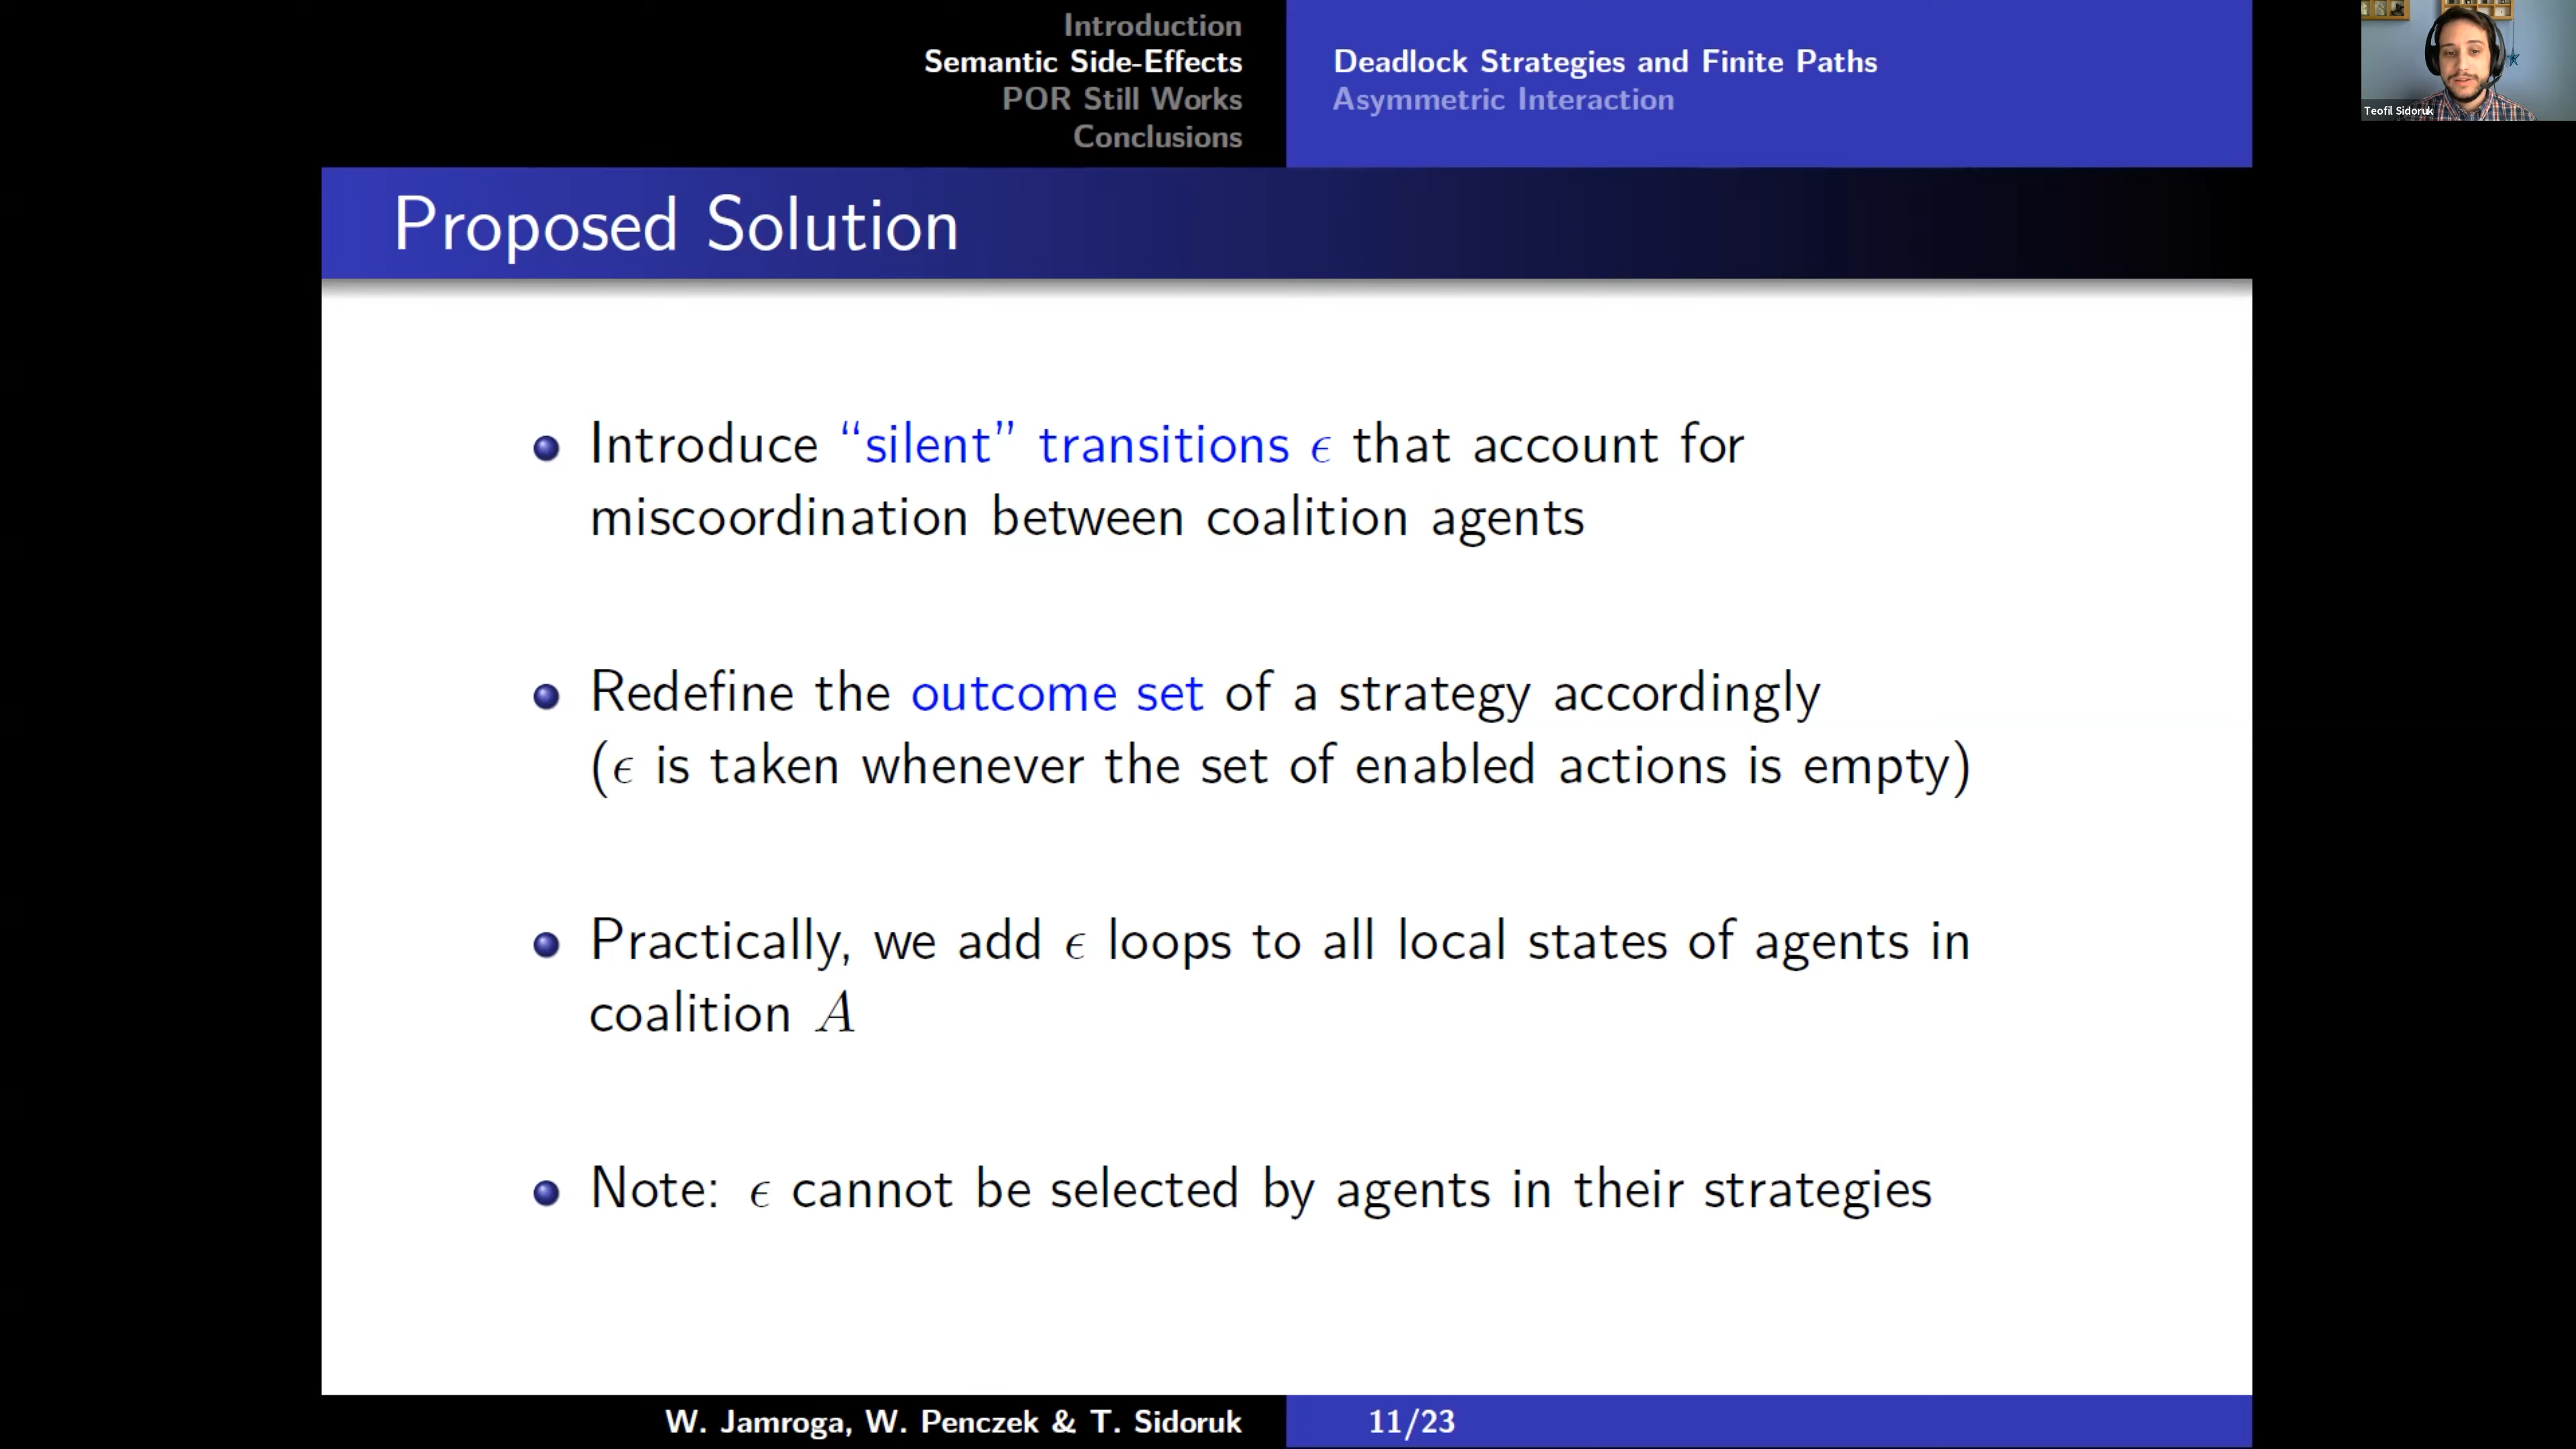 Introduction
Semantic Side-Effects
POR Still Works
Conclusions
Deadlock Strategies and Finite Paths
Asymmetric Interaction
Teofil Sidoruk
Proposed Solution
Introduce “silent” transitions ϵ that account for
miscoordination between coalition agents
Redefine the outcome set of a strategy accordingly
(ϵ is taken whenever the set of enabled actions is empty)
Practically, we add ϵ loops to all local states of agents in
coalition A
Note: ϵ cannot be selected by agents in their strategies
W. Jamroga, W. Penczek & T. Sidoruk
11/23